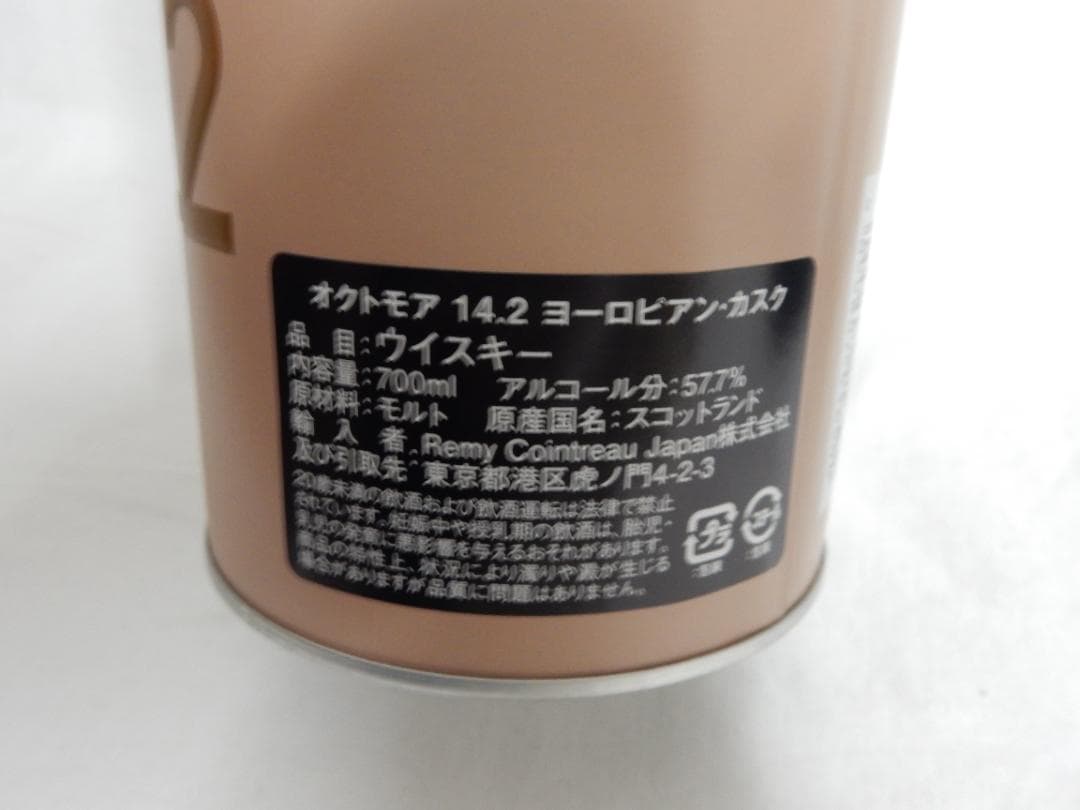 2
オクトモア 14.2 ヨーロピアン・カスク
品 目:ウイスキー
内容量:700ml アルコール分:57.7%
原材料:モルト 原産国名:スコットランド
輸 入 者 Remy Cointreau Japan株式会社
及び引取先:東京都港区虎ノ門4-2-3
20歳未満の飲酒および飲酒運転は法律で禁止
されています。妊娠中や授乳期の飲酒は、胎児・
乳児の発育に悪影響を与えるおそれがあります。
商品の特性上、状況により濁りや澱が生じる
場合がありますが品質に問題はありません。
プラ